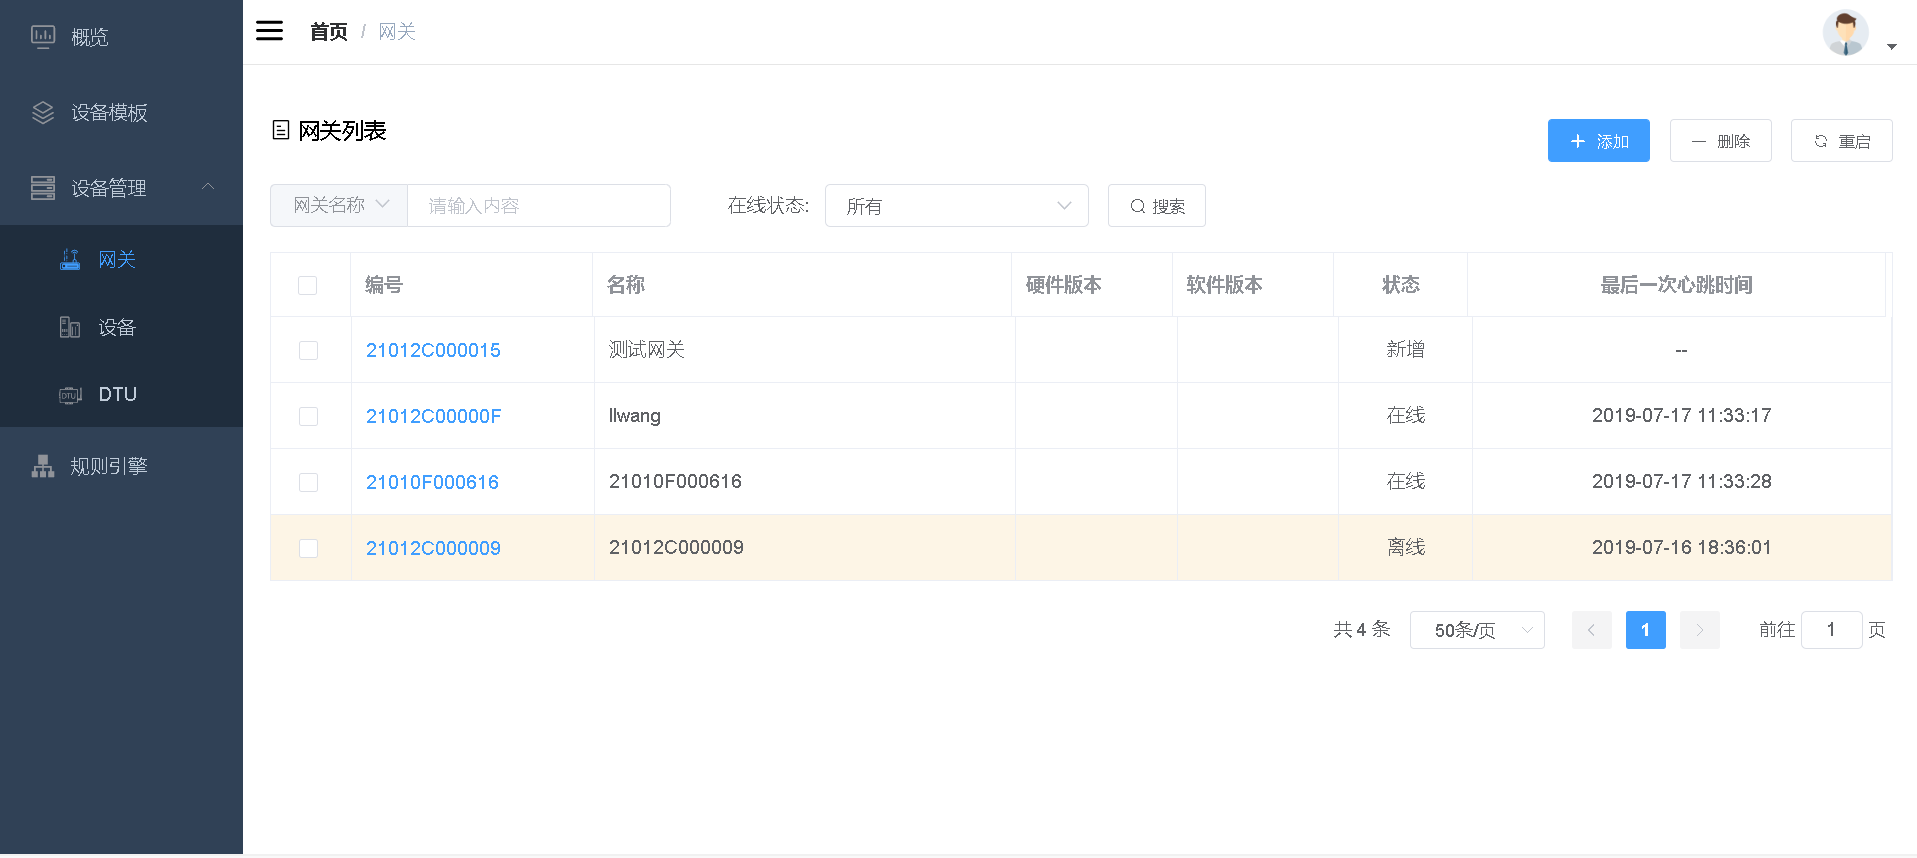 概览
设备模板
设备管理
网关
设备
DTU
规则引擎
首页 / 网关
网关列表
添加 删除 重启
网关名称 请输入内容 在线状态: 所有 搜索
编号 名称 硬件版本 软件版本 状态 最后一次心跳时间
21012C000015 测试网关 新增 --
21012C00000F llwang 在线 2019-07-17 11:33:17
21010F000616 21010F000616 在线 2019-07-17 11:33:28
21012C000009 21012C000009 离线 2019-07-16 18:36:01
共 4 条 50条/页 1 前往 1 页